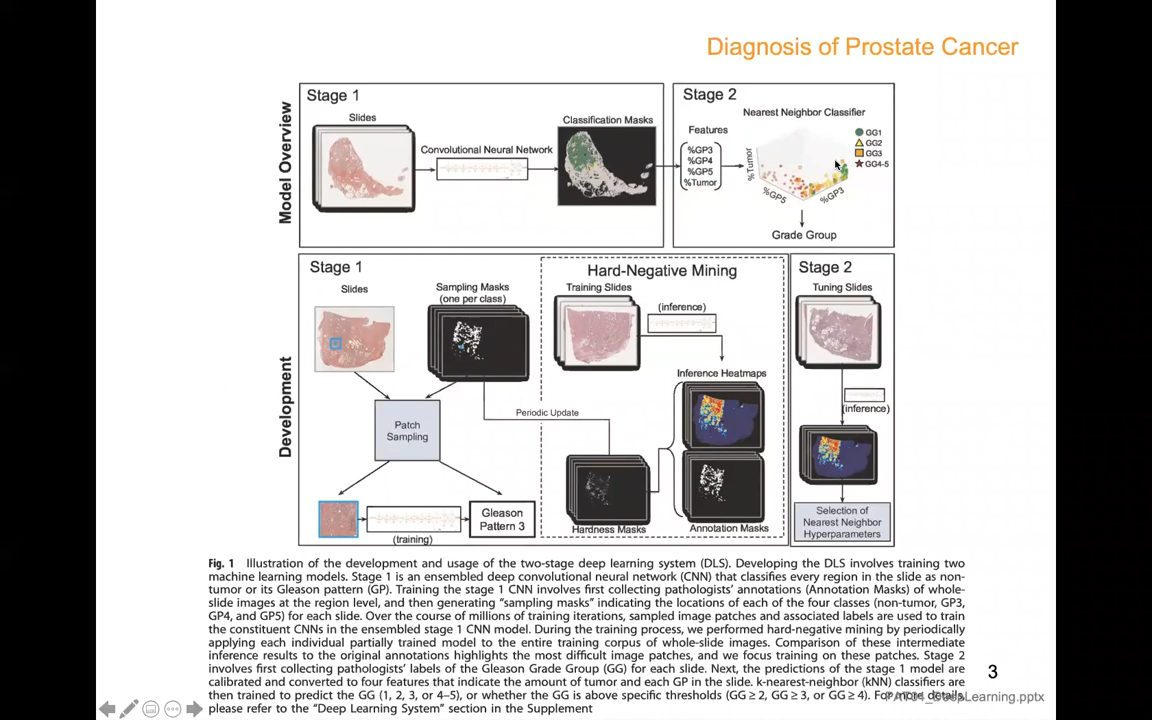 Diagnosis of Prostate Cancer
Model Overview
Stage 1
Slides
Convolutional Neural Network
Classification Masks
Stage 2
Nearest Neighbor Classifier
Features
%GP3
%GP4
%GP5
%Tumor
%Tumor
%GP5
%GP3
GG1
GG2
GG3
GG4-5
Grade Group
Development
Stage 1
Slides
Sampling Masks
(one per class)
Patch
Sampling
(training)
Gleason
Pattern 3
Periodic Update
Hard-Negative Mining
Training Slides
(inference)
Inference Heatmaps
Hardness Masks
Annotation Masks
Stage 2
Tuning Slides
(inference)
Selection of
Nearest Neighbor
Hyperparameters
Fig. 1 Illustration of the development and usage of the two-stage deep learning system (DLS). Developing the DLS involves training two
machine learning models. Stage 1 is an ensembled deep convolutional neural network (CNN) that classifies every region in the slide as non-
tumor or its Gleason pattern (GP). Training the stage 1 CNN involves first collecting pathologists' annotations (Annotation Masks) of whole-
slide images at the region level, and then generating "sampling masks" indicating the locations of each of the four classes (non-tumor, GP3,
GP4, and GP5) for each slide. Over the course of millions of training iterations, sampled image patches and associated labels are used to train
the constituent CNNs in the ensembled stage 1 CNN model. During the training process, we performed hard-negative mining by periodically
applying each individual partially trained model to the entire training corpus of whole-slide images. Comparison of these intermediate
inference results to the original annotations highlights the most difficult image patches, and we focus training on these patches. Stage 2
involves first collecting pathologists' labels of the Gleason Grade Group (GG) for each slide. Next, the predictions of the stage 1 model are
calibrated and converted to four features that indicate the amount of tumor and each GP in the slide. k-nearest-neighbor (kNN) classifiers are
then trained to predict the GG (1, 2, 3, or 4–5), or whether the GG is above specific thresholds (GG ≥ 2, GG ≥ 3, or GG ≥ 4). For more details,
please refer to the "Deep Learning System" section in the Supplement
3
DeepLearning.pptx